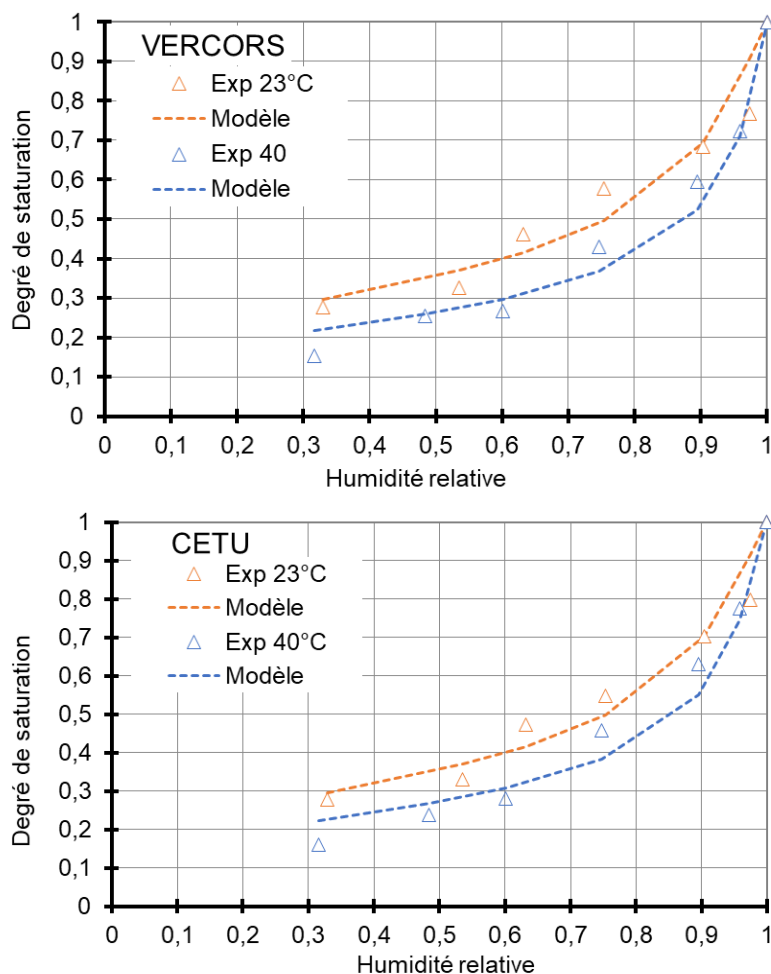 VERCORS
Exp 23°C
Modèle
Exp 40
Modèle
Degré de staturation
1
0,9
0,8
0,7
0,6
0,5
0,4
0,3
0,2
0,1
0
0 0,1 0,2 0,3 0,4 0,5 0,6 0,7 0,8 0,9 1
Humidité relative
CETU
Exp 23°C
Modèle
Exp 40°C
Modèle
Degré de saturation
1
0,9
0,8
0,7
0,6
0,5
0,4
0,3
0,2
0,1
0
0 0,1 0,2 0,3 0,4 0,5 0,6 0,7 0,8 0,9 1
Humidité relative